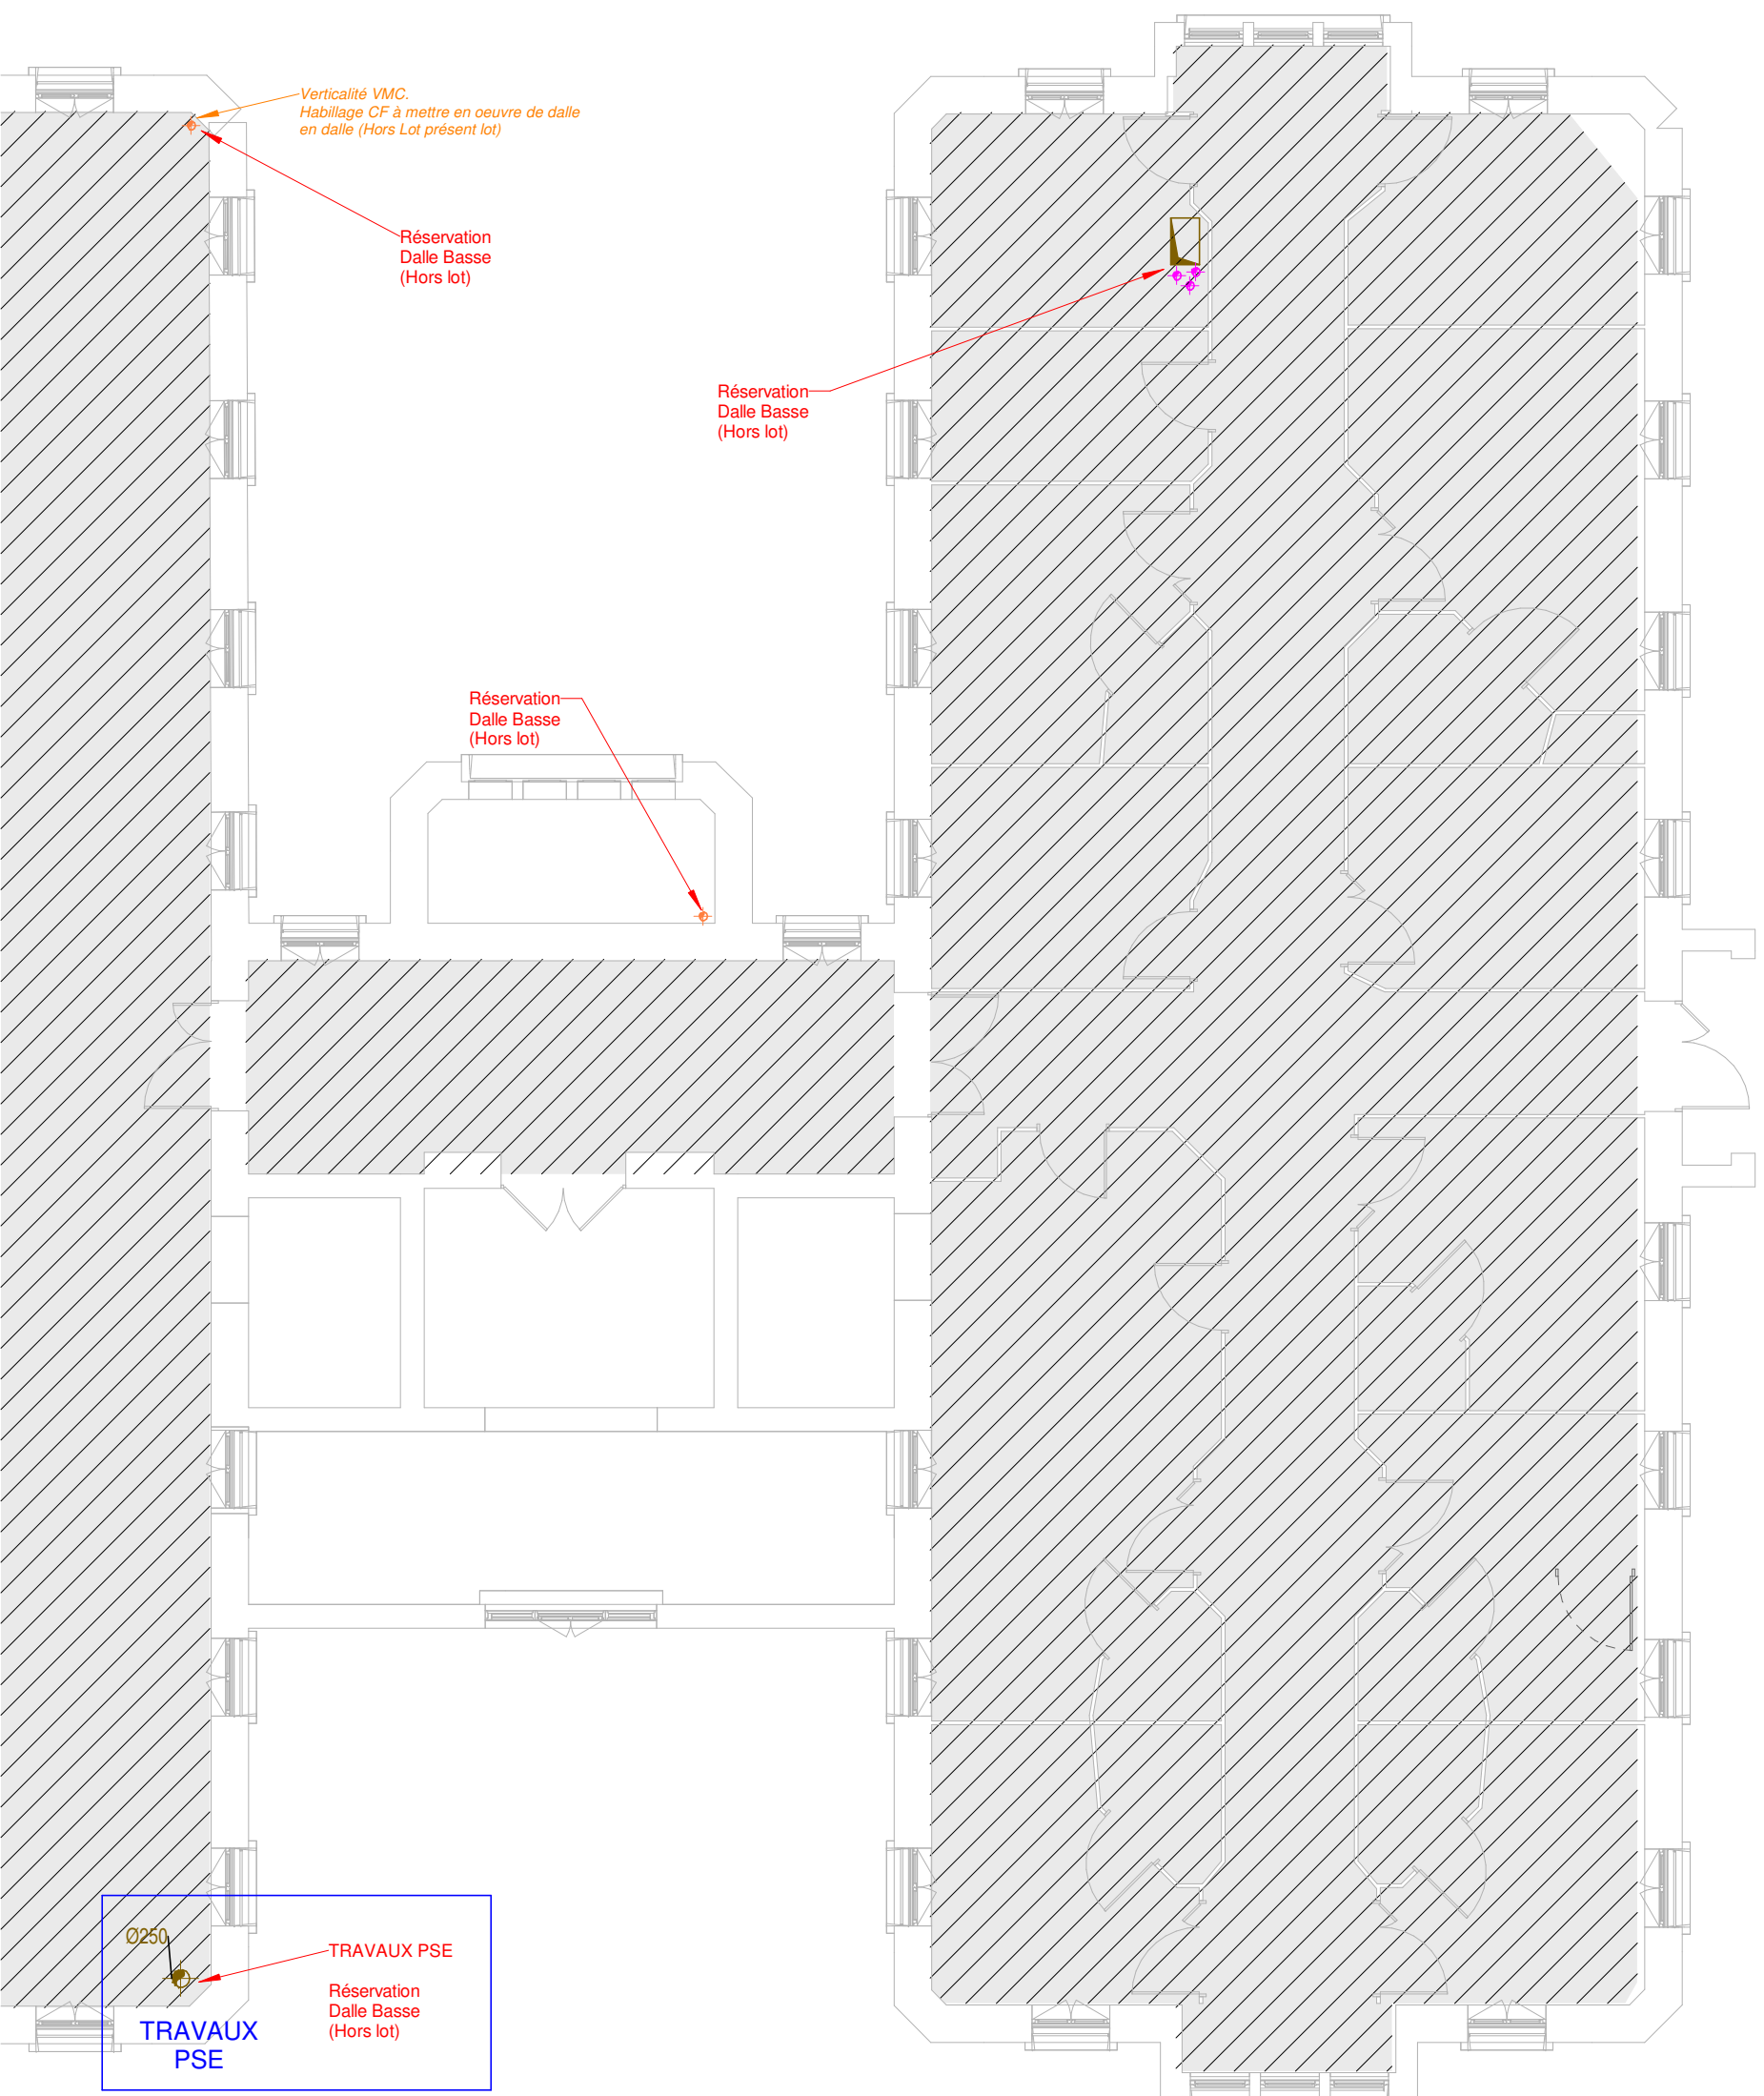 Verticalité VMC.
Habillage CF à mettre en oeuvre de dalle
en dalle (Hors Lot présent lot)
Réservation
Dalle Basse
(Hors lot)
Réservation
Dalle Basse
(Hors lot)
Réservation
Dalle Basse
(Hors lot)
Ø250
TRAVAUX PSE
Réservation
Dalle Basse
(Hors lot)
TRAVAUX
PSE